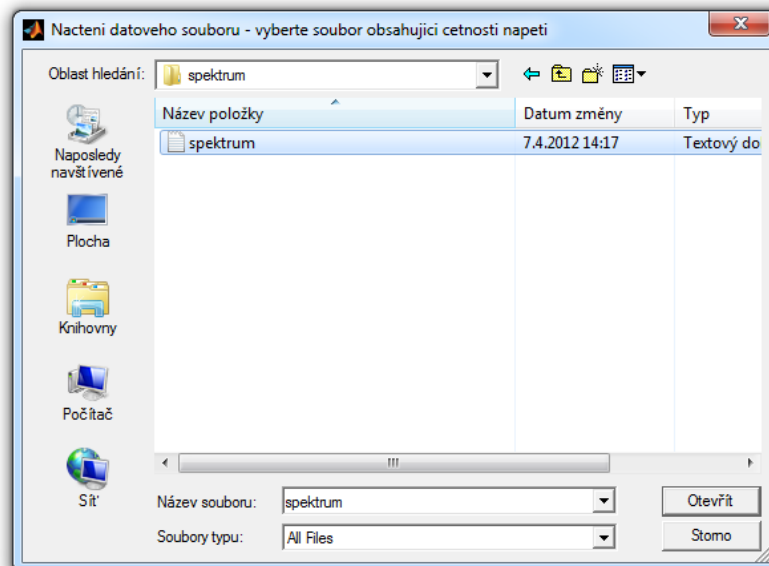 Nacteni datoveho souboru - vyberte soubor obsahujici cetnosti napeti
Oblast hledání: spektrum
Název položky Datum změny Typ
spektrum 7.4.2012 14:17 Textový do
Naposledy
navštívené
Plocha
Knihovny
Počítač
Síť
Název souboru: spektrum Otevřít
Soubory typu: All Files Storno